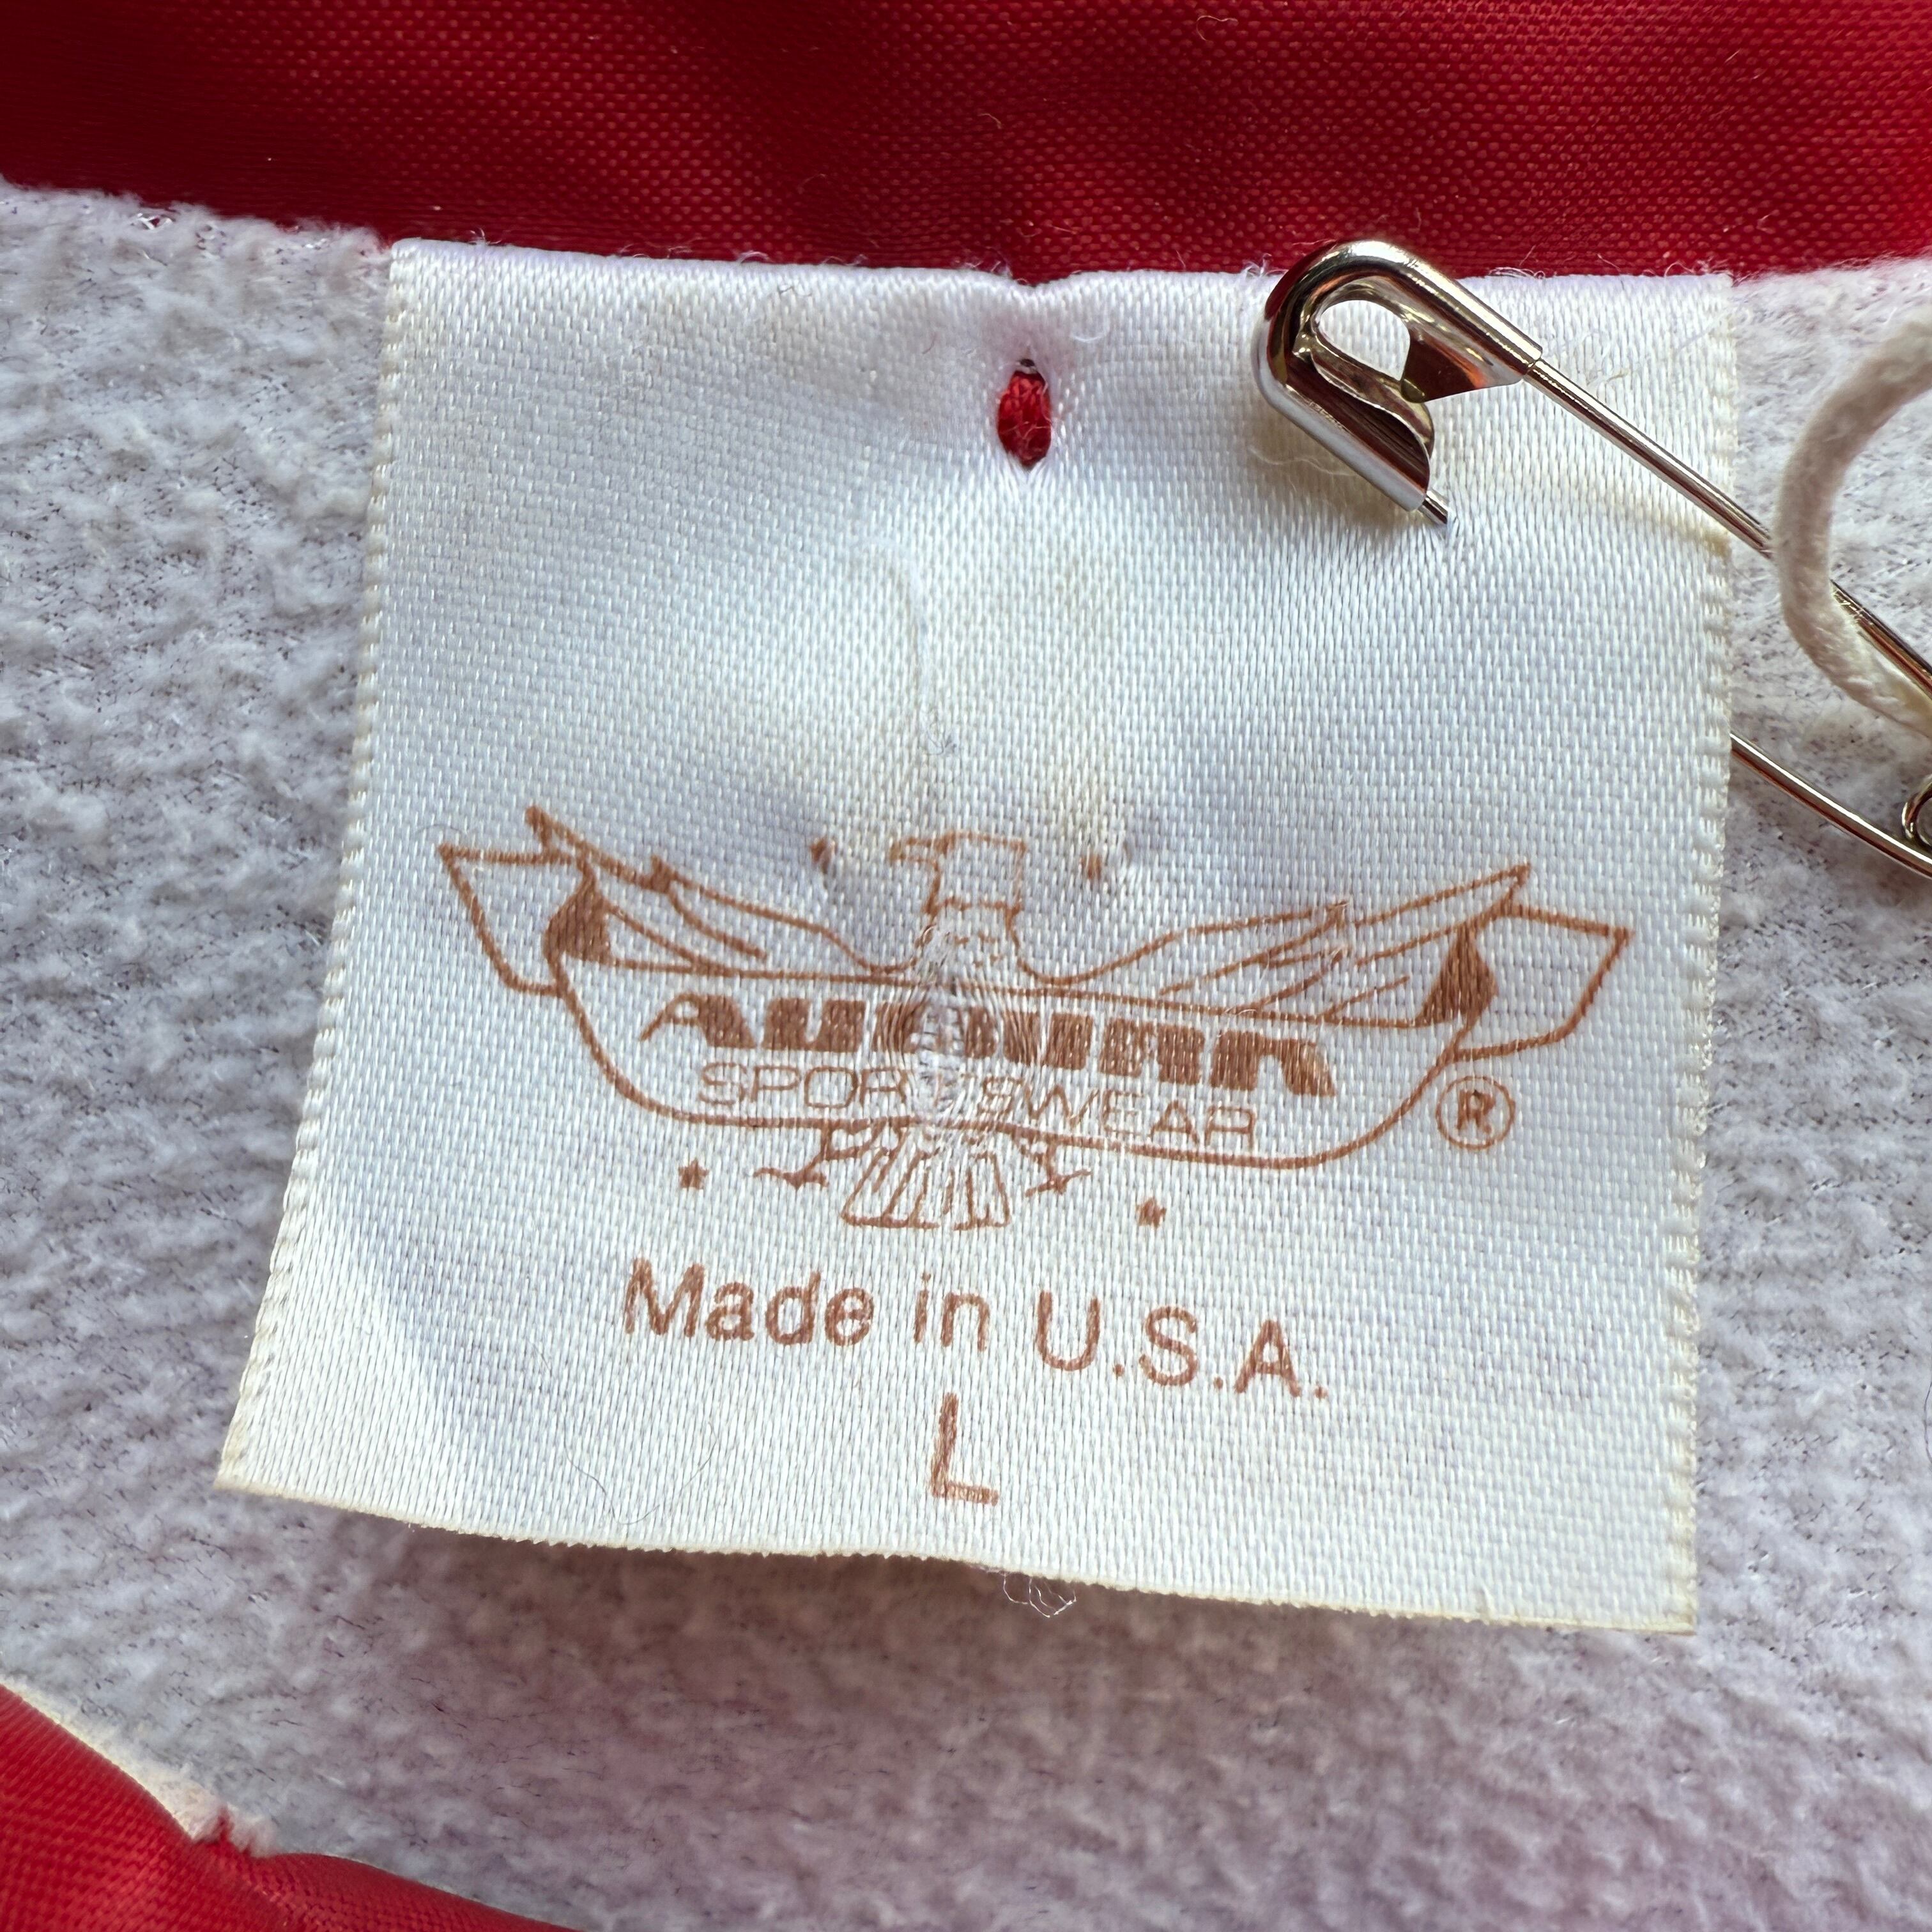 AUBURN
SPORTSWEAR
®
Made in U.S.A.
L